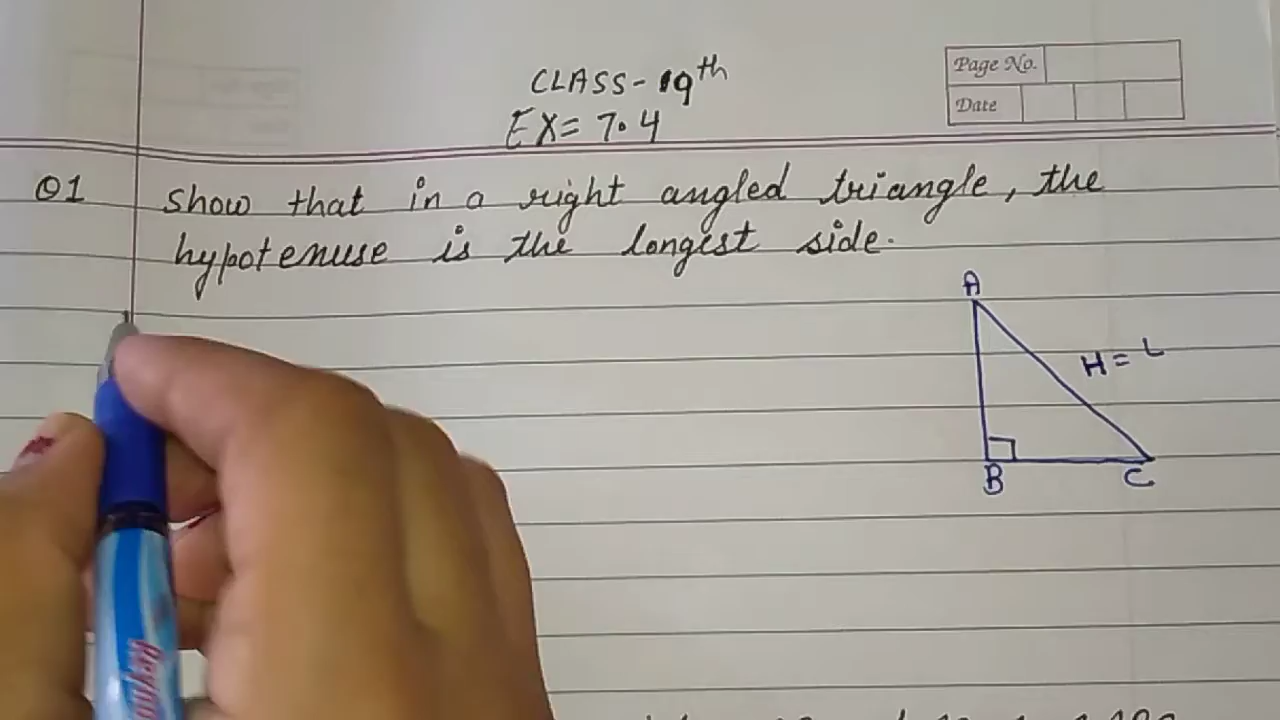 CLASS - 9th
EX = 7.4
Page No.
Date
Q1 Show that in a right angled triangle, the
hypotenuse is the longest side.
A
H = L
B C